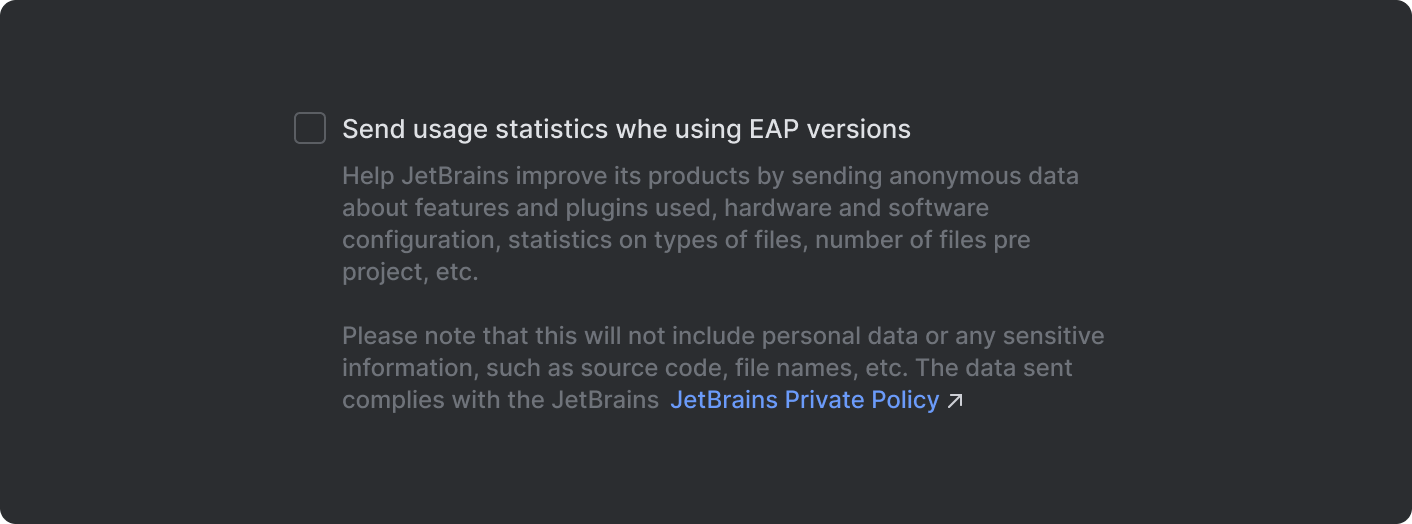 Send usage statistics whe using EAP versions
Help JetBrains improve its products by sending anonymous data
about features and plugins used, hardware and software
configuration, statistics on types of files, number of files pre
project, etc.
Please note that this will not include personal data or any sensitive
information, such as source code, file names, etc. The data sent
complies with the JetBrains JetBrains Private Policy